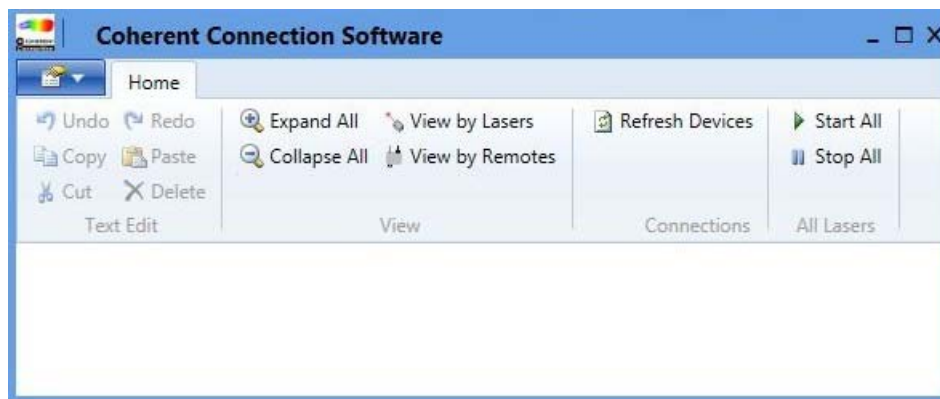 Coherent Connection Software
Home
Undo Redo
Copy Paste
Cut Delete
Text Edit
Expand All View by Lasers
Collapse All View by Remotes
View
Refresh Devices
Connections
Start All
Stop All
All Lasers